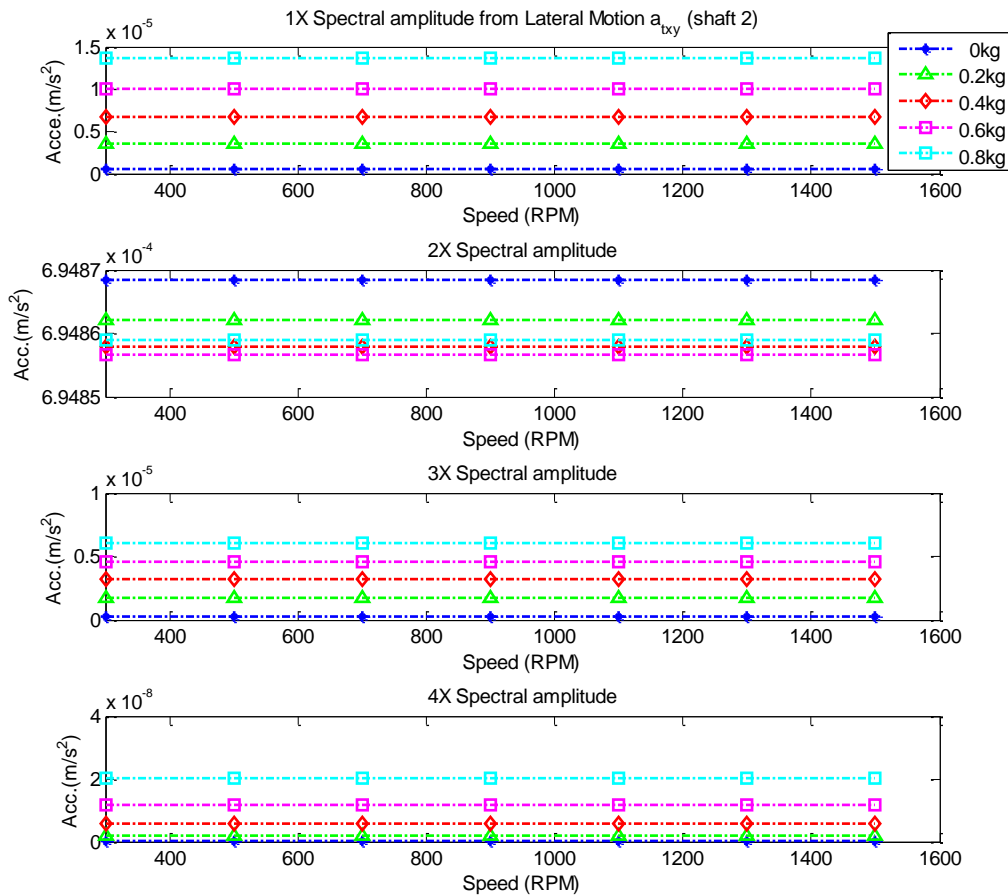 1X Spectral amplitude from Lateral Motion a_txy (shaft 2)
x 10^-5
1.5
1
0.5
0
Acce.(m/s^2)
400 600 800 1000 1200 1400 1600
Speed (RPM)
0kg
0.2kg
0.4kg
0.6kg
0.8kg
2X Spectral amplitude
x 10^-4
6.9487
6.9486
6.9485
Acc.(m/s^2)
400 600 800 1000 1200 1400 1600
Speed (RPM)
3X Spectral amplitude
x 10^-5
1
0.5
0
Acc.(m/s^2)
400 600 800 1000 1200 1400 1600
Speed (RPM)
4X Spectral amplitude
x 10^-8
4
2
0
Acc.(m/s^2)
400 600 800 1000 1200 1400 1600
Speed (RPM)